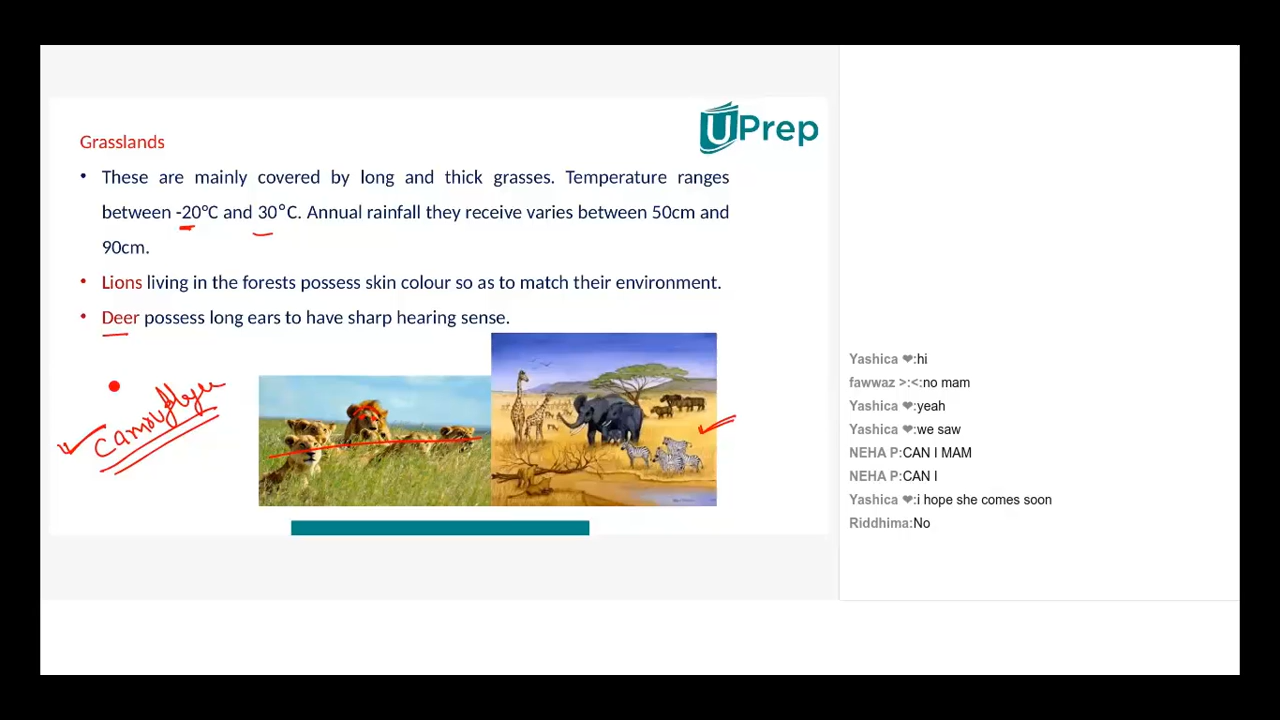 UPrep
Grasslands
• These are mainly covered by long and thick grasses. Temperature ranges
between -20°C and 30°C. Annual rainfall they receive varies between 50cm and
90cm.
• Lions living in the forests possess skin colour so as to match their environment.
• Deer possess long ears to have sharp hearing sense.
Yashica ❤:hi
fawwaz >:<:no mam
Yashica ❤:yeah
Yashica ❤:we saw
NEHA P:CAN I MAM
NEHA P:CAN I
Yashica ❤:i hope she comes soon
Riddhima:No